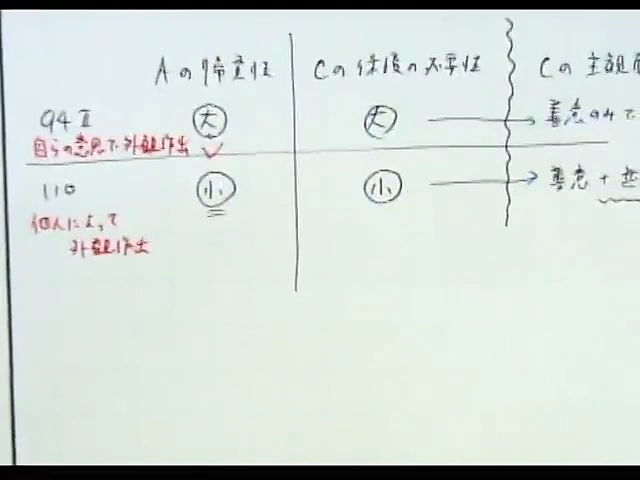 Aの帰責性 Cの保護の必要性 Cの主観
94Ⅱ 大 大 → 善意のみで
自らの意思で外観作出
110 小 小 → 善意+
他人によって
外観作出